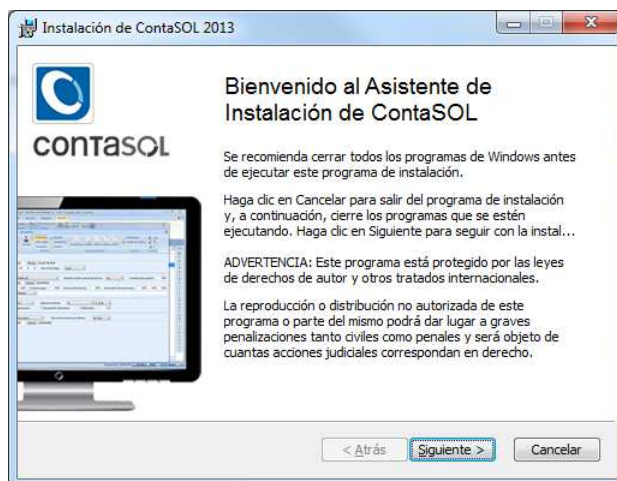 Instalación de ContaSOL 2013
CONTASOL
Bienvenido al Asistente de
Instalación de ContaSOL
Se recomienda cerrar todos los programas de Windows antes
de ejecutar este programa de instalación.
Haga clic en Cancelar para salir del programa de instalación
y, a continuación, cierre los programas que se estén
ejecutando. Haga clic en Siguiente para seguir con la instal...
ADVERTENCIA: Este programa está protegido por las leyes
de derechos de autor y otros tratados internacionales.
La reproducción o distribución no autorizada de este
programa o parte del mismo podrá dar lugar a graves
penalizaciones tanto civiles como penales y será objeto de
cuantas acciones judiciales correspondan en derecho.
< Atrás Siguiente > Cancelar